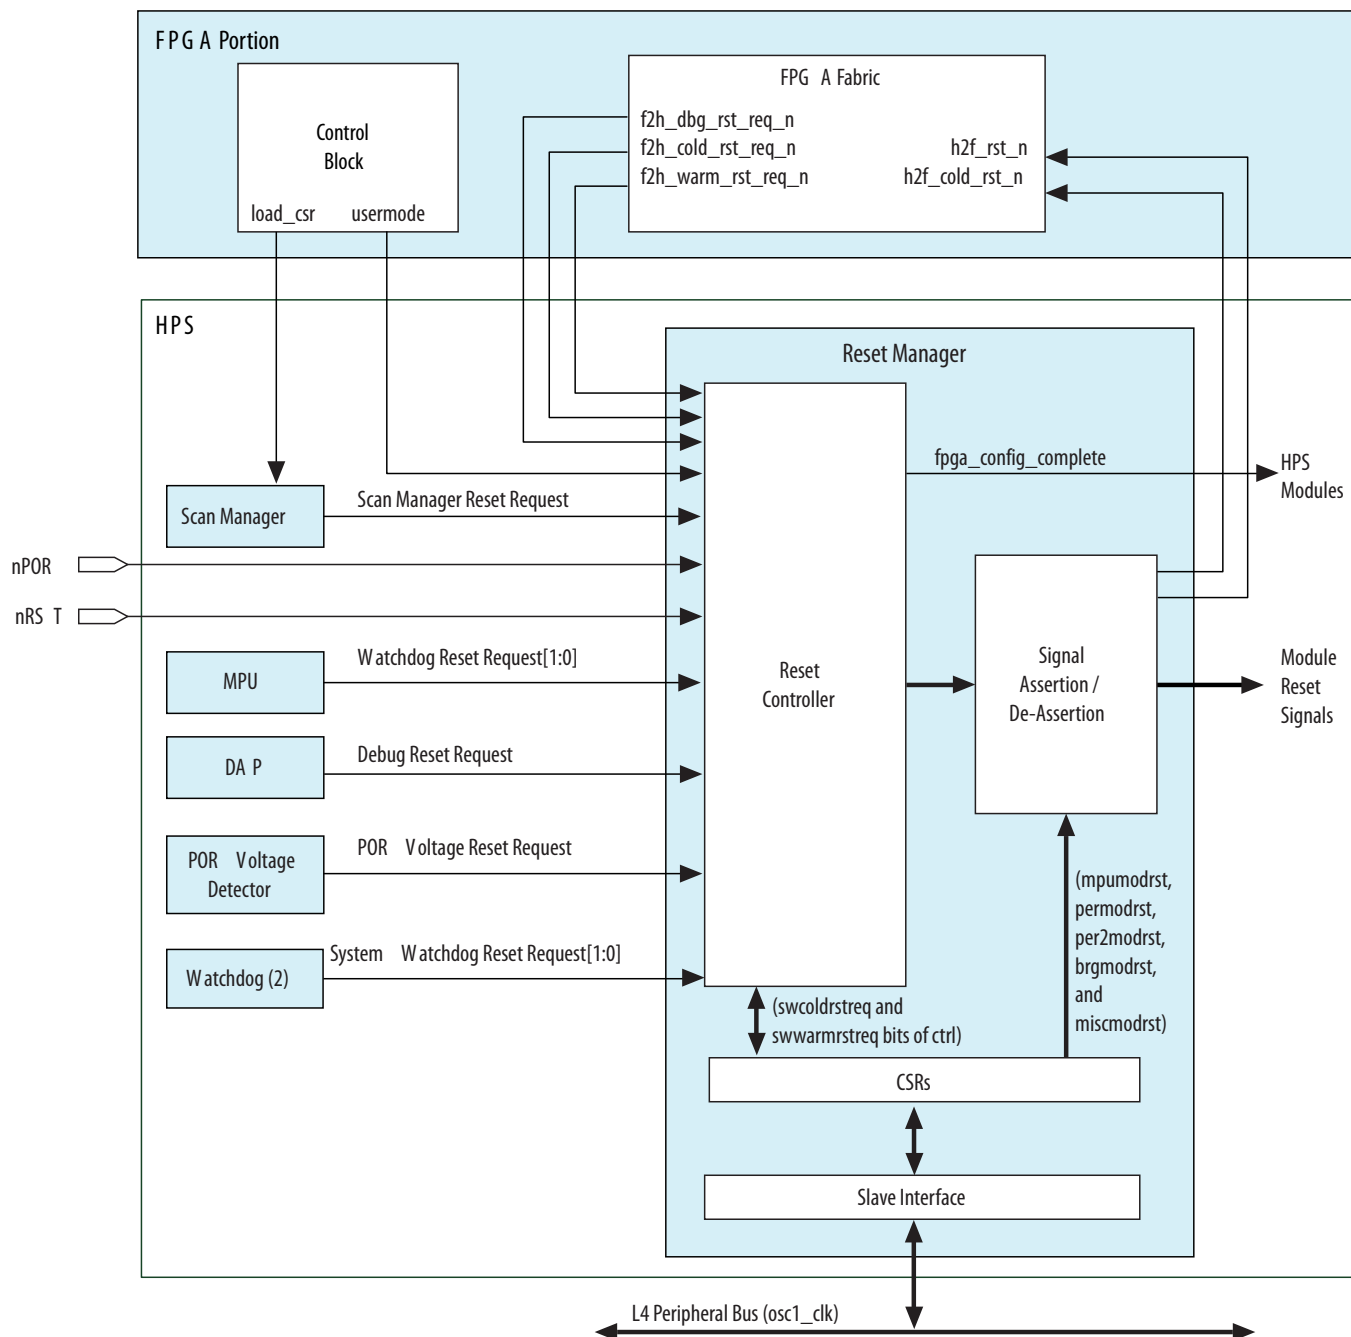 FPGA Portion
Control
Block
load_csr usermode
FPG A Fabric
f2h_dbg_rst_req_n
f2h_cold_rst_req_n
f2h_warm_rst_req_n
h2f_rst_n
h2f_cold_rst_n
HPS
Reset Manager
fpga_config_complete
HPS
Modules
Scan Manager
Scan Manager Reset Request
nPOR
nRS T
MPU
Watchdog Reset Request[1:0]
Reset
Controller
Signal
Assertion /
De-Assertion
Module
Reset
Signals
DA P
Debug Reset Request
POR Voltage
Detector
POR Voltage Reset Request
(mpumodrst,
permodrst,
per2modrst,
brgmodrst,
and
miscmodrst)
Watchdog (2)
System Watchdog Reset Request[1:0]
(swcoldrstreq and
swwarmrstreq bits of ctrl)
CSRs
Slave Interface
L4 Peripheral Bus (osc1_clk)